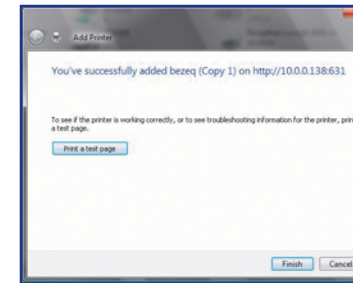 Add Printer
You've successfully added bezeq (Copy 1) on http://10.0.0.138:631
To see if the printer is working correctly, or to see troubleshooting information for the printer, print
a test page.
Print a test page
Finish
Cancel